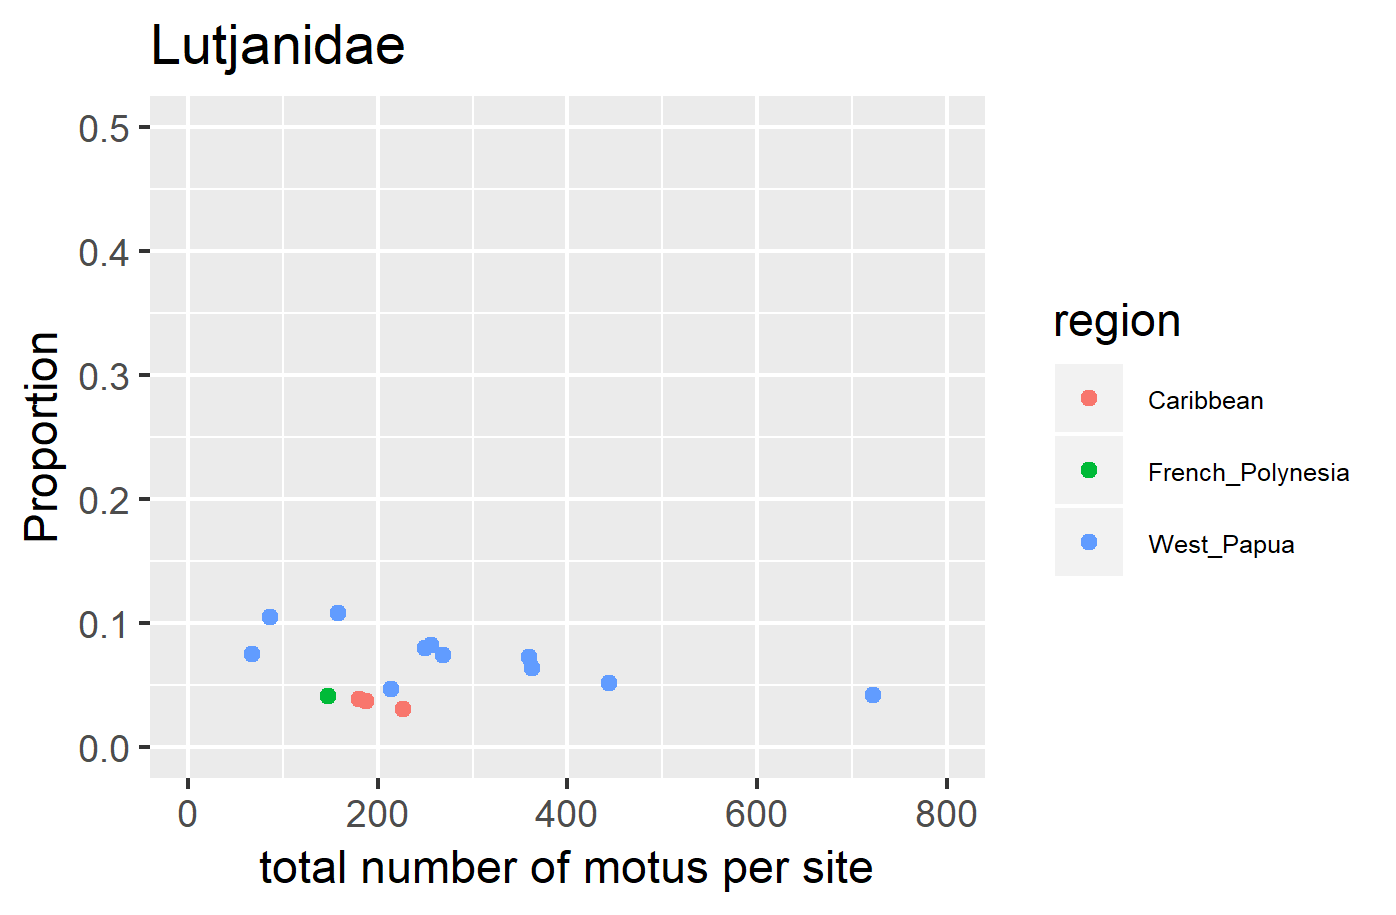 Lutjanidae
0.5
0.4
0.3
0.2
0.1
0.0
Proportion
0 200 400 600 800
total number of motus per site
region
Caribbean
French_Polynesia
West_Papua